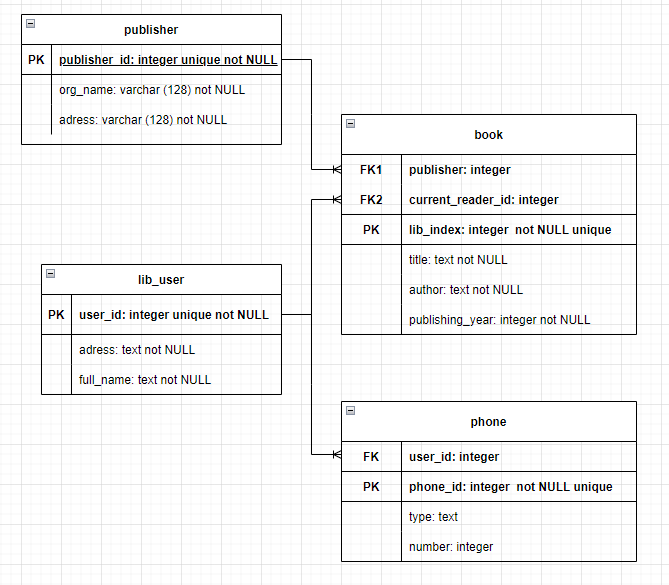 publisher
PK publisher_id: integer unique not NULL
org_name: varchar (128) not NULL
adress: varchar (128) not NULL
book
FK1 publisher: integer
FK2 current_reader_id: integer
PK lib_index: integer  not NULL unique
title: text not NULL
author: text not NULL
publishing_year: integer not NULL
lib_user
PK user_id: integer unique not NULL
adress: text not NULL
full_name: text not NULL
phone
FK user_id: integer
PK phone_id: integer  not NULL unique
type: text
number: integer